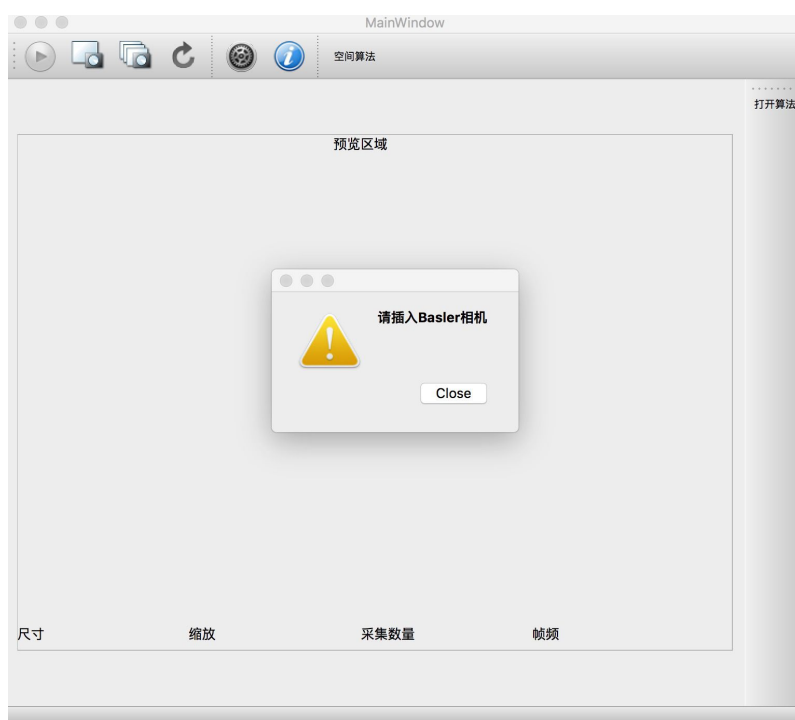 MainWindow
空间算法
打开算法
预览区域
请插入Basler相机
Close
尺寸 缩放 采集数量 帧频